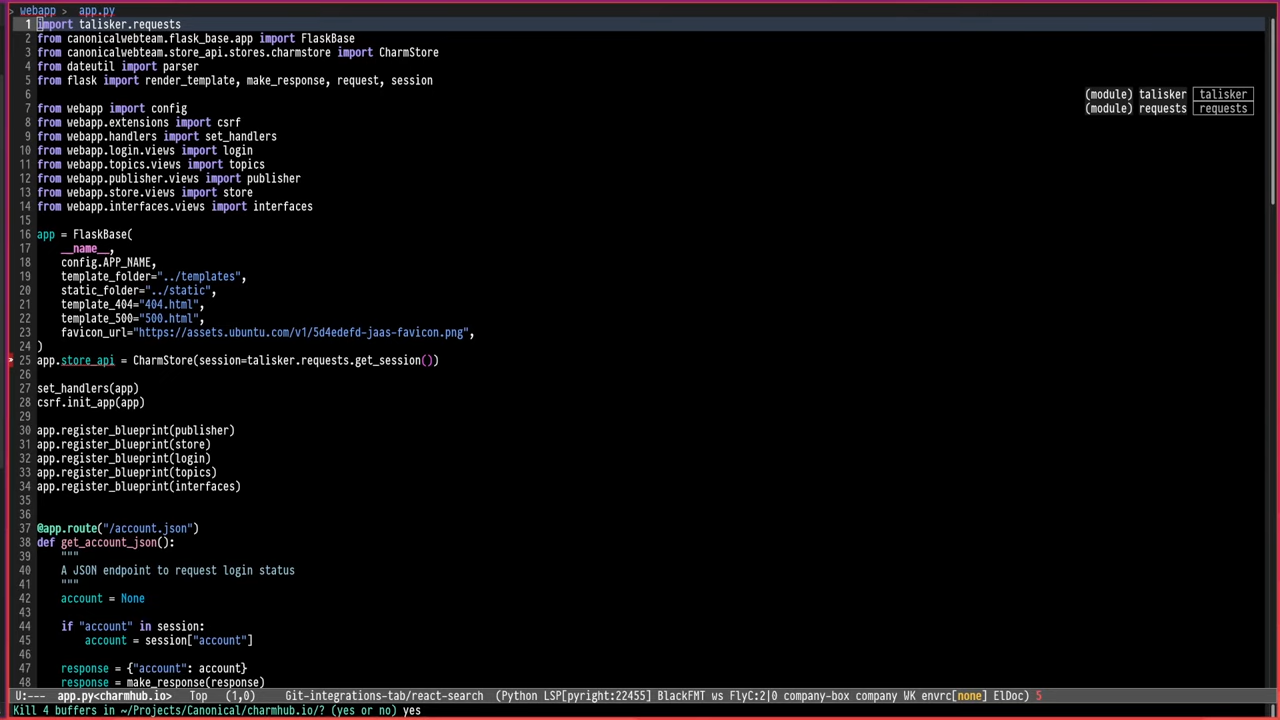 > webapp > app.py
1 import talisker.requests
2 from canonicalwebteam.flask_base.app import FlaskBase
3 from canonicalwebteam.store_api.stores.charmstore import CharmStore
4 from dateutil import parser
5 from flask import render_template, make_response, request, session
6
(module) talisker talisker
7 from webapp import config
(module) requests requests
8 from webapp.extensions import csrf
9 from webapp.handlers import set_handlers
10 from webapp.login.views import login
11 from webapp.topics.views import topics
12 from webapp.publisher.views import publisher
13 from webapp.store.views import store
14 from webapp.interfaces.views import interfaces
15
16 app = FlaskBase(
17     __name__,
18     config.APP_NAME,
19     template_folder="../templates",
20     static_folder="../static",
21     template_404="404.html",
22     template_500="500.html",
23     favicon_url="https://assets.ubuntu.com/v1/5d4edefd-jaas-favicon.png",
24 )
25 app.store_api = CharmStore(session=talisker.requests.get_session())
26
27 set_handlers(app)
28 csrf.init_app(app)
29
30 app.register_blueprint(publisher)
31 app.register_blueprint(store)
32 app.register_blueprint(login)
33 app.register_blueprint(topics)
34 app.register_blueprint(interfaces)
35
36
37 @app.route("/account.json")
38 def get_account_json():
39     """
40     A JSON endpoint to request login status
41     """
42     account = None
43
44     if "account" in session:
45         account = session["account"]
46
47     response = {"account": account}
48     response = make_response(response)
U:--- app.py<charmhub.io> Top (1,0) Git-integrations-tab/react-search (Python LSP[pyright:22455] BlackFMT ws FlyC:2|0 company-box company WK envrc[none] ElDoc) 5
Kill 4 buffers in ~/Projects/Canonical/charmhub.io/? (yes or no) yes